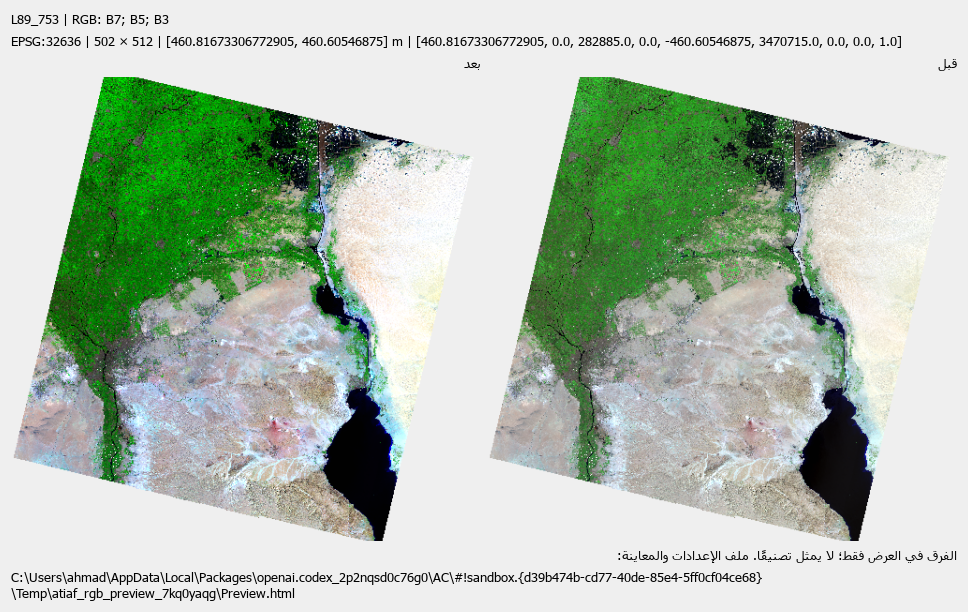 L89_753 | RGB: B7; B5; B3
EPSG:32636 | 502 × 512 | [460.81673306772905, 460.60546875] m | [460.81673306772905, 0.0, 282885.0, 0.0, -460.60546875, 3470715.0, 0.0, 0.0, 1.0]
قبل
بعد
الفرق في العرض فقط؛ لا يمثل تصنيفًا. ملف الإعدادات والمعاينة:
C:\Users\ahmad\AppData\Local\Packages\openai.codex_2p2nqsd0c76g0\AC\#!sandbox.{d39b474b-cd77-40de-85e4-5ff0cf04ce68}
\Temp\atiaf_rgb_preview_7kq0yaqg\Preview.html